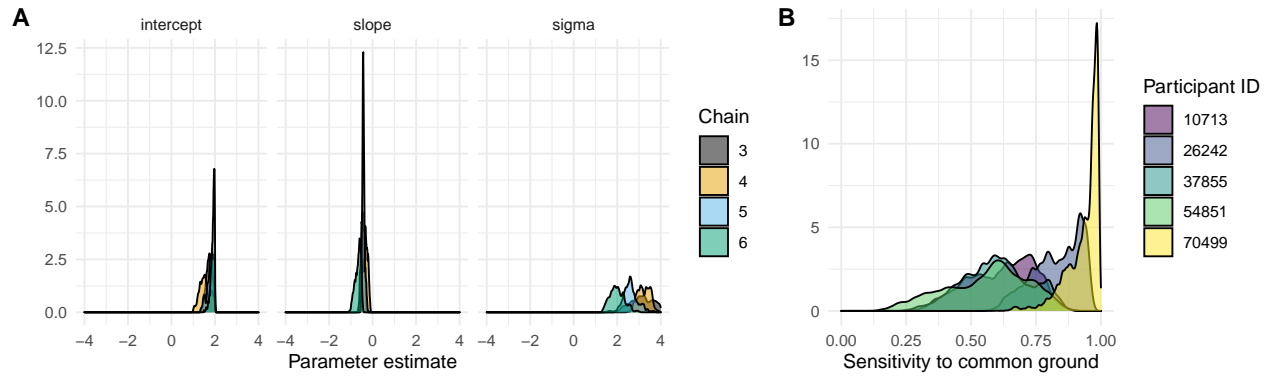 A
intercept
slope
sigma
12.5
10.0
7.5
5.0
2.5
0.0
−4 −2 0 2 4
−4 −2 0 2 4
−4 −2 0 2 4
Parameter estimate
Chain
3
4
5
6
B
15
10
5
0
0.00 0.25 0.50 0.75 1.00
Sensitivity to common ground
Participant ID
10713
26242
37855
54851
70499